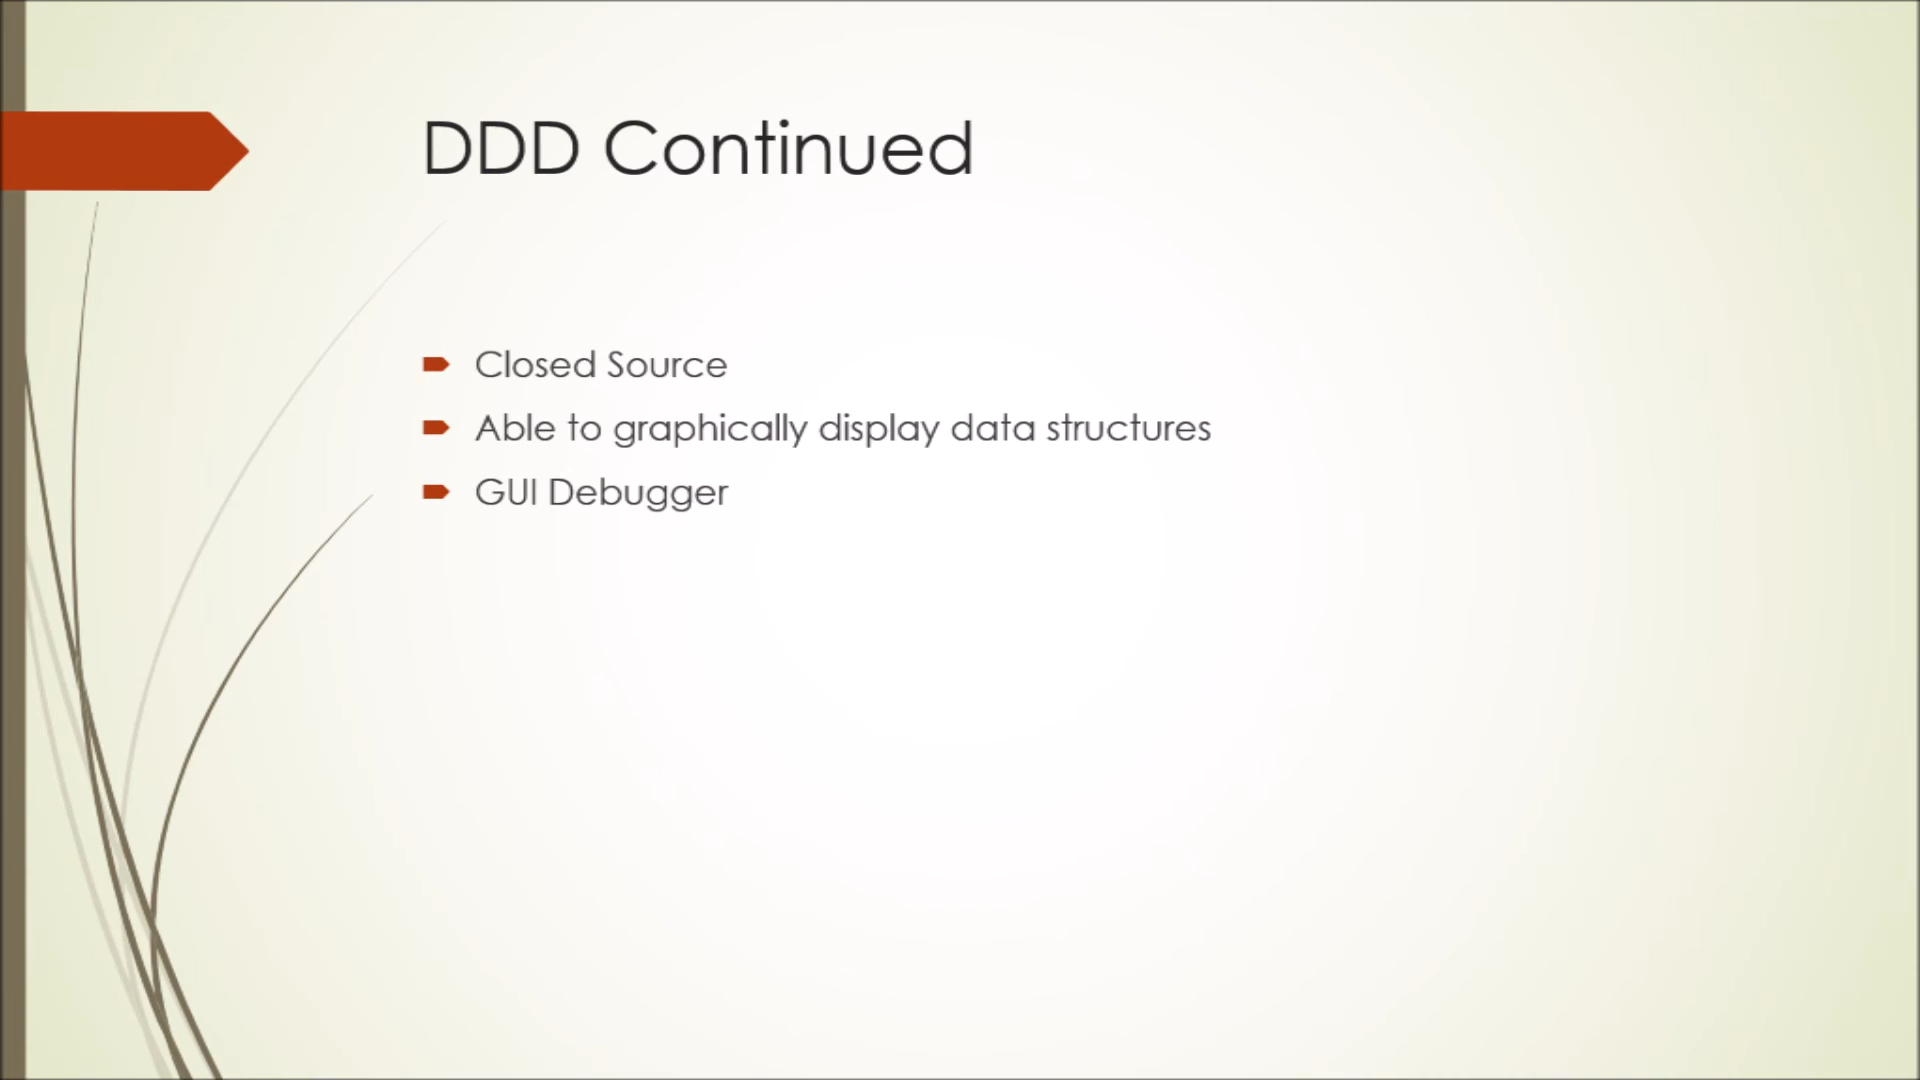 DDD Continued
Closed Source
Able to graphically display data structures
GUI Debugger